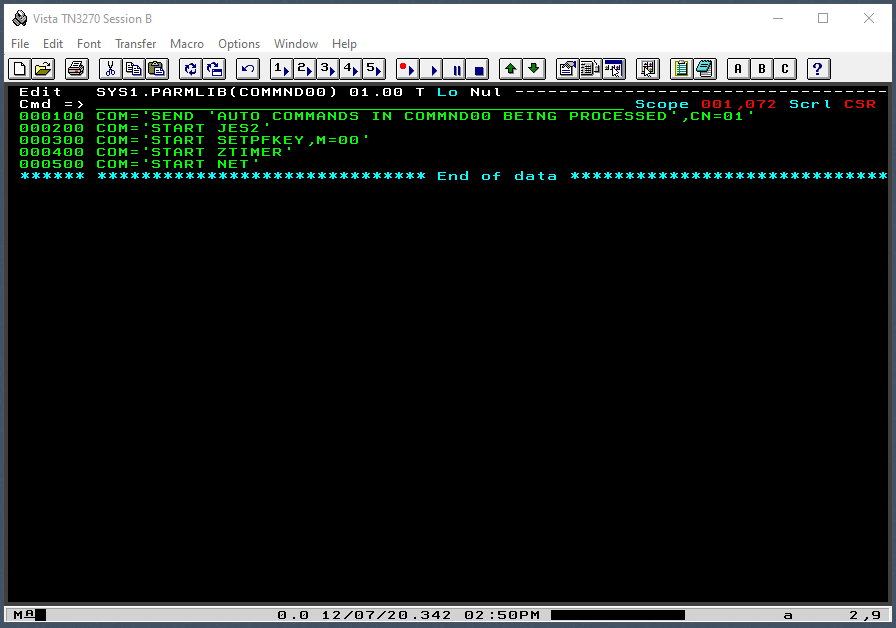 Vista TN3270 Session B
File Edit Font Transfer Macro Options Window Help
1 2 3 4 5 A B C ?
Edit SYS1.PARMLIB(COMMND00) 01.00 T Lo Nul ----------------------------------
Cmd => ________________________________________________ Scope 001,072 Scrl CSR
000100 COM='SEND 'AUTO COMMANDS IN COMMND00 BEING PROCESSED',CN=01'
000200 COM='START JES2'
000300 COM='START SETPFKEY,M=00'
000400 COM='START ZTIMER'
000500 COM='START NET'
****** ****************************** End of data *****************************
MA 0.0 12/07/20.342 02:50PM a 2,9